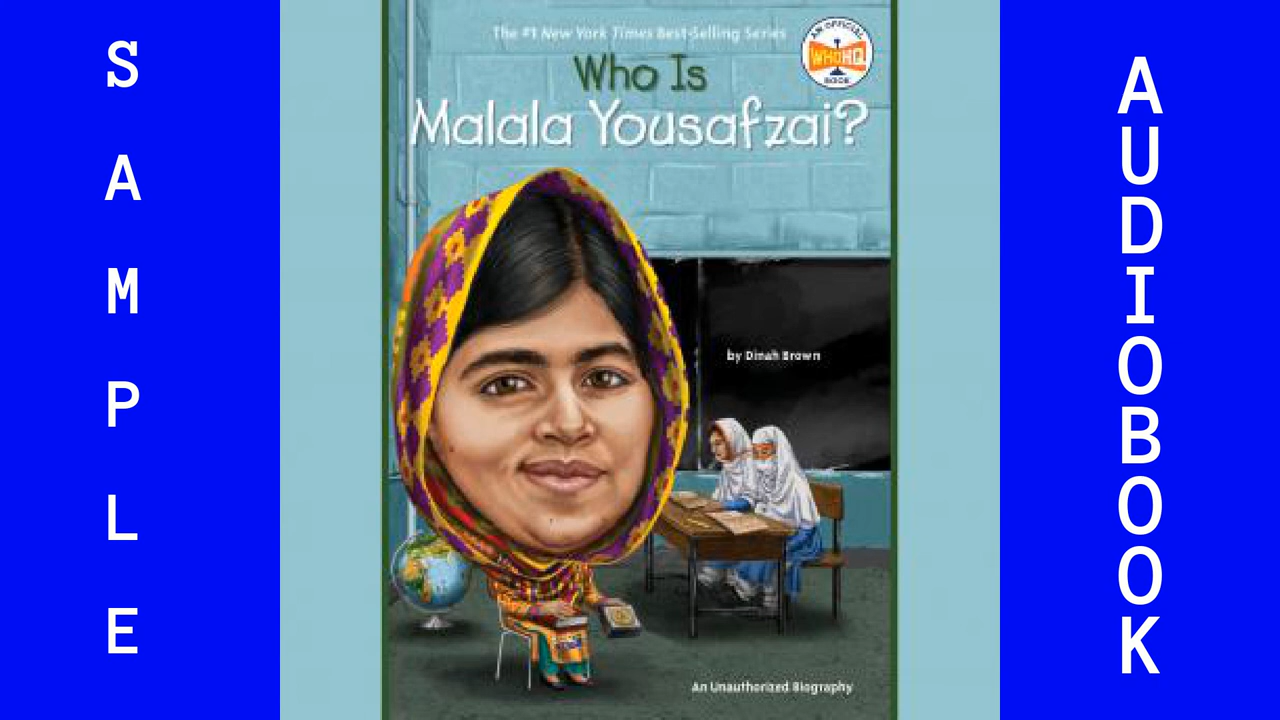 SAMPLE
The #1 New York Times Best-Selling Series
AN OFFICIAL
WHOHQ
BOOK
Who Is
Malala Yousafzai?
by Dinah Brown
An Unauthorized Biography
AUDIOBOOK